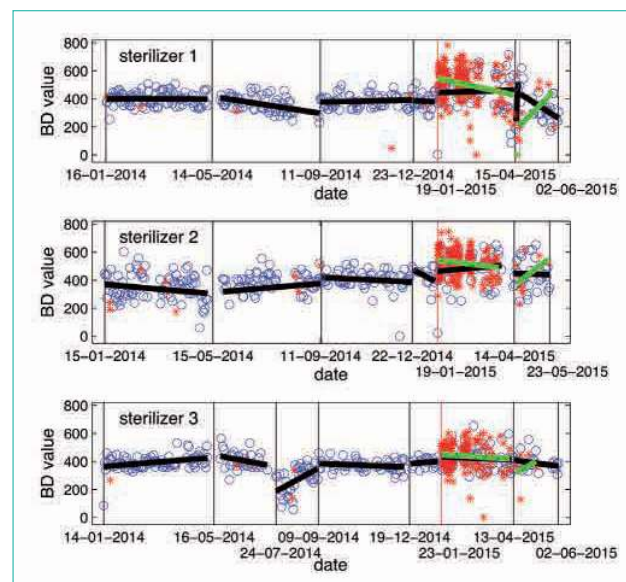 800
600
400
200
0
BD value
sterilizer 1
16–01–2014 14–05–2014 11–09–2014 23–12–2014 15–04–2015
19–01–2015 02–06–2015
date
800
600
400
200
0
BD value
sterilizer 2
15–01–2014 15–05–2014 11–09–2014 22–12–2014 14–04–2015
19–01–2015 23–05–2015
date
800
600
400
200
0
BD value
sterilizer 3
14–01–2014 16–05–2014 09–09–2014 19–12–2014 13–04–2015
24–07–2014 23–01–2015 02–06–2015
date